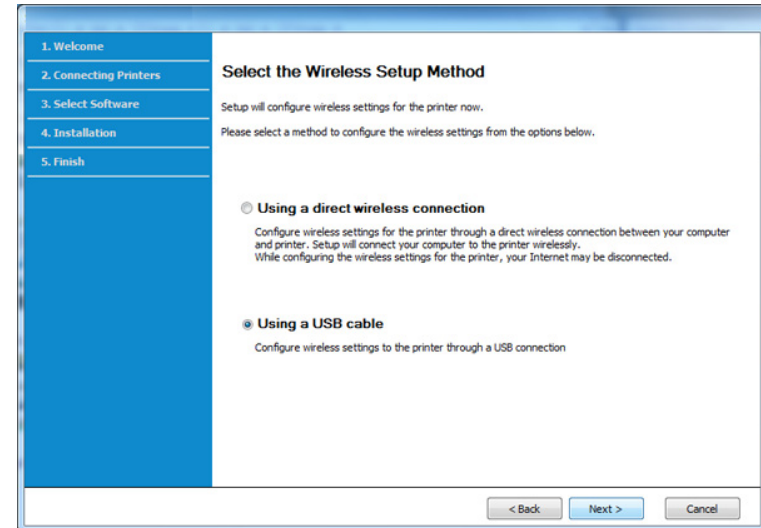 1. Welcome
2. Connecting Printers
3. Select Software
4. Installation
5. Finish
Select the Wireless Setup Method
Setup will configure wireless settings for the printer now.
Please select a method to configure the wireless settings from the options below.
Using a direct wireless connection
Configure wireless settings for the printer through a direct wireless connection between your computer
and printer. Setup will connect your computer to the printer wirelessly.
While configuring the wireless settings for the printer, your Internet may be disconnected.
Using a USB cable
Configure wireless settings to the printer through a USB connection
< Back Next > Cancel